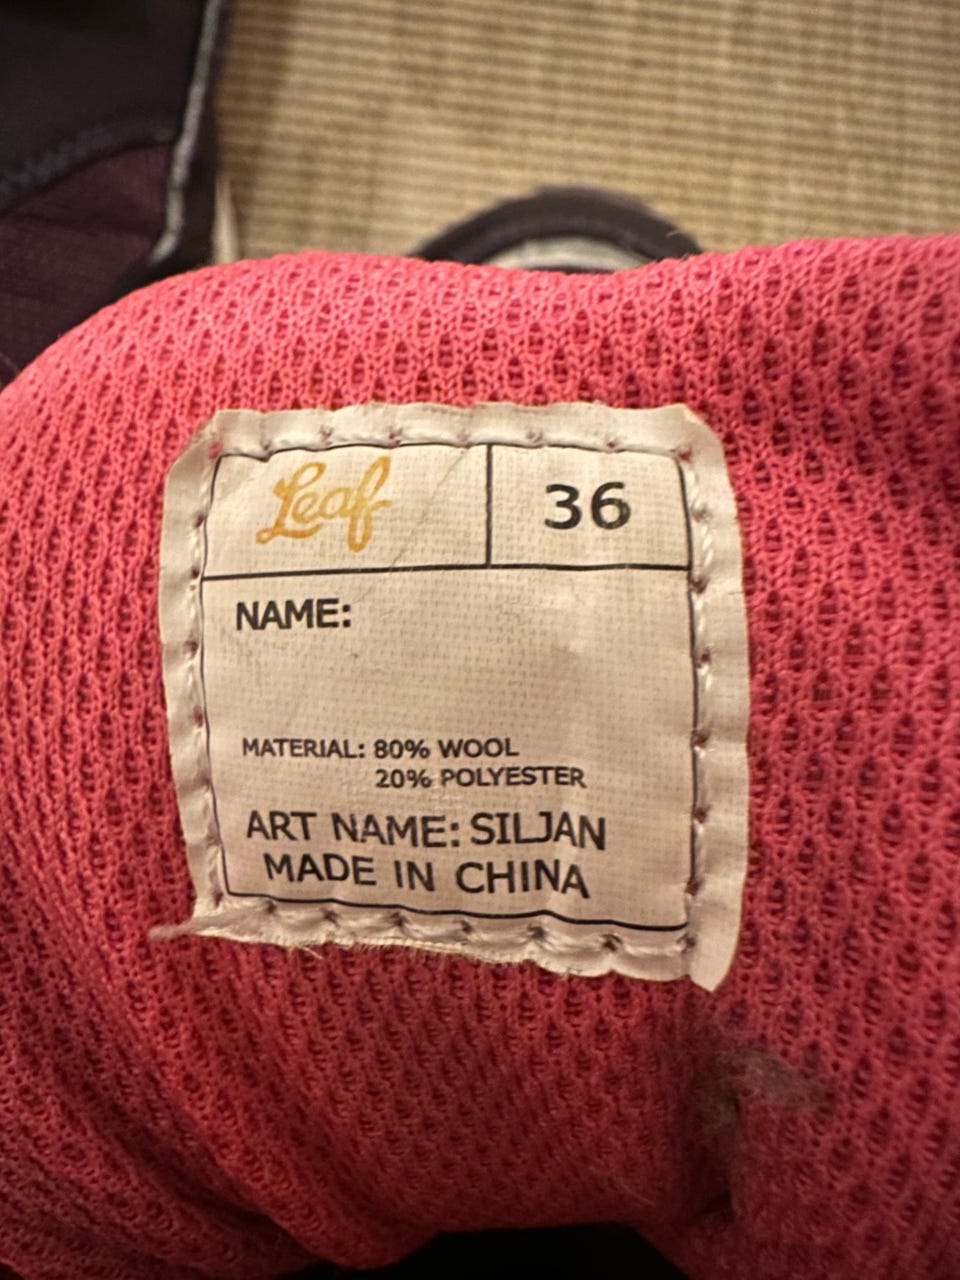 Leaf 36
NAME:
MATERIAL: 80% WOOL
20% POLYESTER
ART NAME: SILJAN
MADE IN CHINA